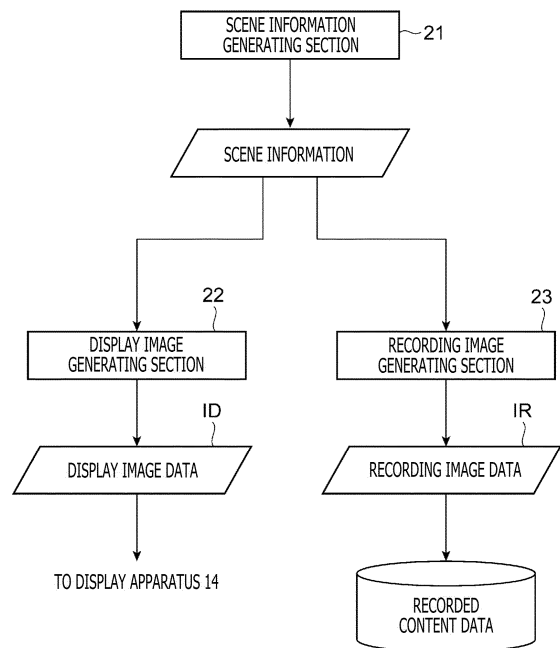 SCENE INFORMATION
GENERATING SECTION
21
SCENE INFORMATION
22
23
DISPLAY IMAGE
GENERATING SECTION
RECORDING IMAGE
GENERATING SECTION
ID
IR
DISPLAY IMAGE DATA
RECORDING IMAGE DATA
TO DISPLAY APPARATUS 14
RECORDED
CONTENT DATA